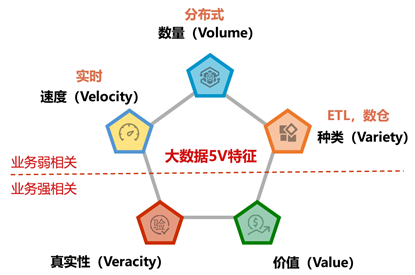 分布式
数量（Volume）
实时
速度（Velocity）
ETL，数仓
种类（Variety）
大数据5V特征
业务弱相关
业务强相关
验
$
真实性（Veracity）
价值（Value）